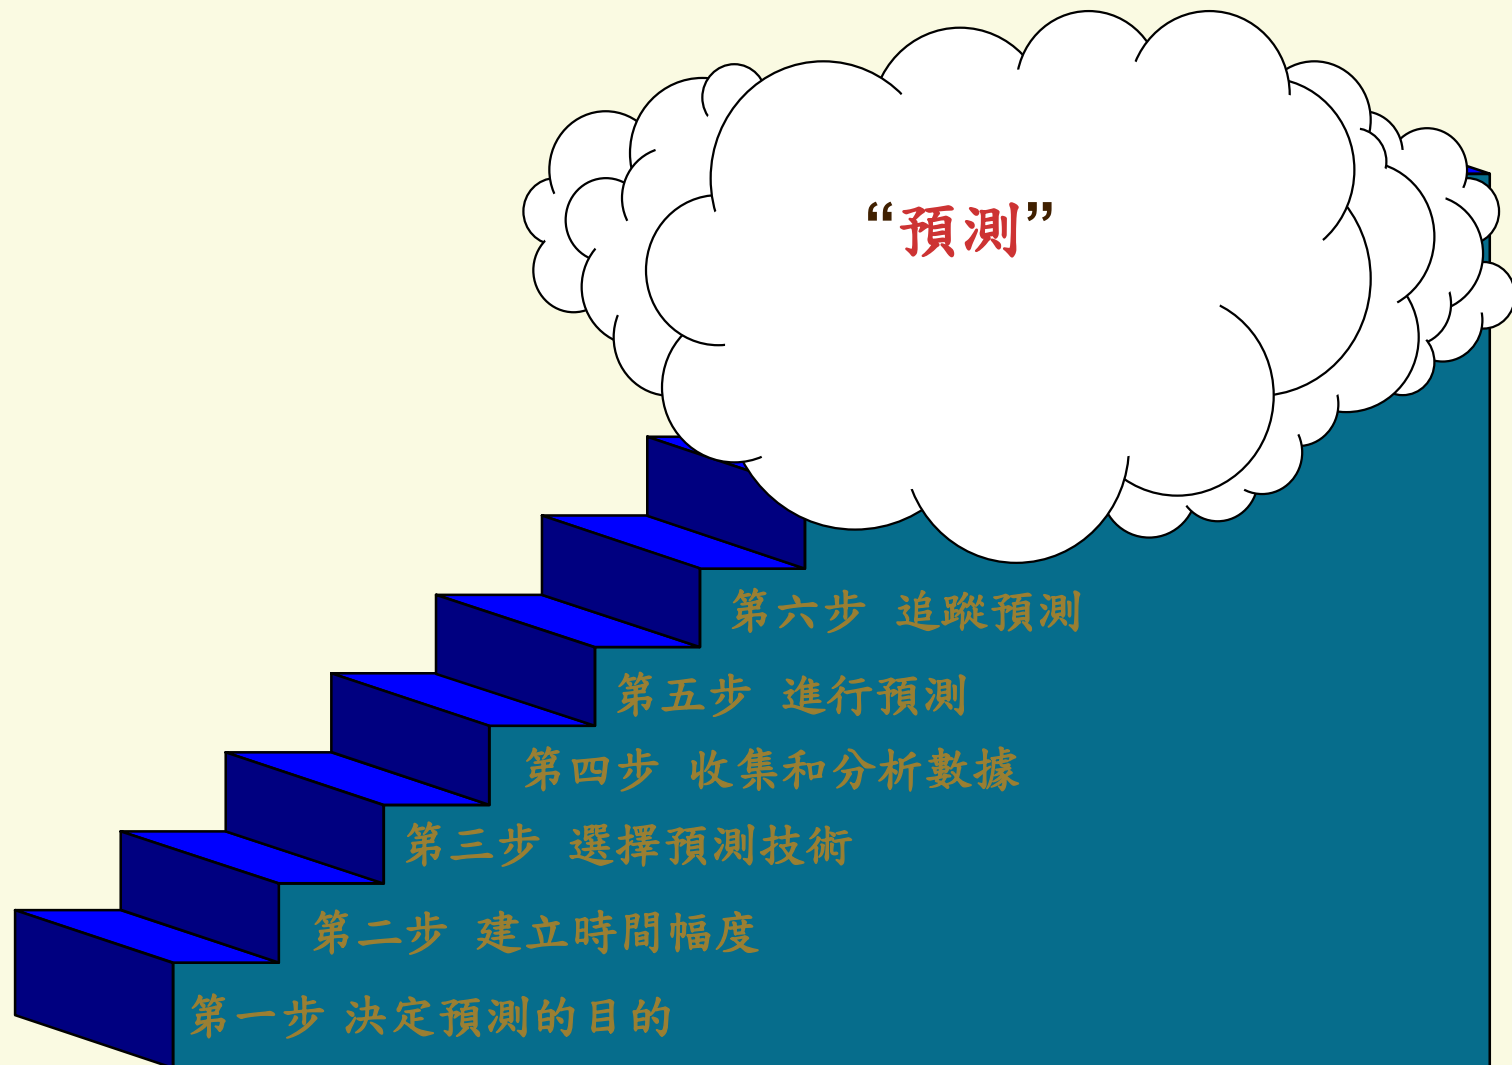 “預測”
第六步 追蹤預測
第五步 進行預測
第四步 收集和分析數據
第三步 選擇預測技術
第二步 建立時間幅度
第一步 決定預測的目的